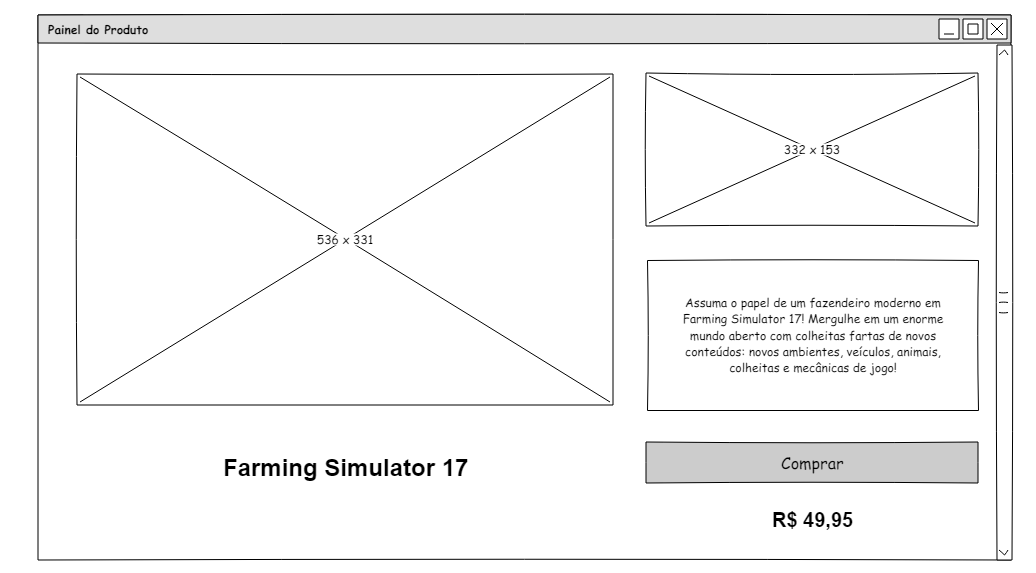 Painel do Produto
536 x 331
332 x 153
Assuma o papel de um fazendeiro moderno em
Farming Simulator 17! Mergulhe em um enorme
mundo aberto com colheitas fartas de novos
conteúdos: novos ambientes, veículos, animais,
colheitas e mecânicas de jogo!
Farming Simulator 17
Comprar
R$ 49,95